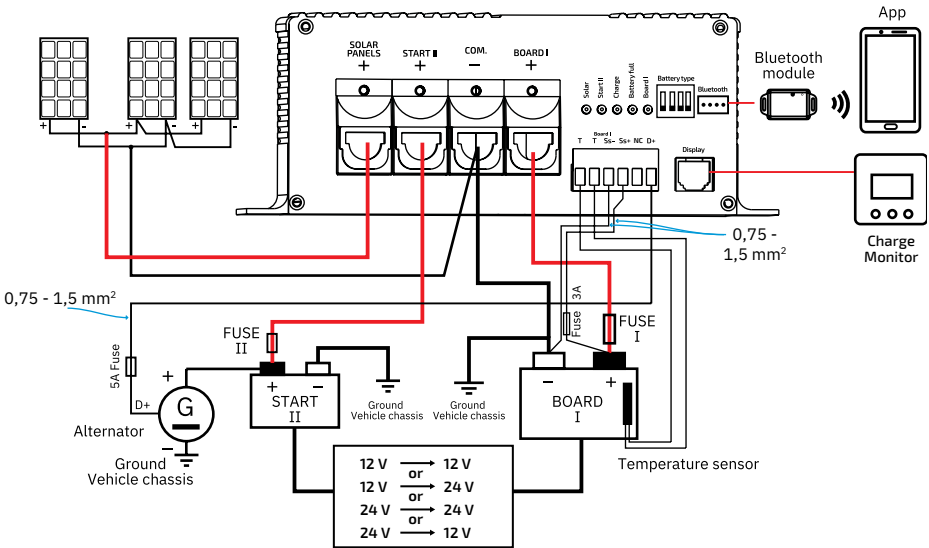 App
SOLAR
PANELS
+
START II
+
COM.
−
BOARD I
+
Solar
Start II
Charge
Battery full
Board I
Battery type
Bluetooth
Bluetooth
module
Board I
T T Ss− Ss+ NC D+
Display
Charge
Monitor
+ - + - + -
0,75 -
1,5 mm²
0,75 - 1,5 mm²
5A Fuse
FUSE
II
Fuse 3A
FUSE
I
+
D+
G
−
Alternator
Ground
Vehicle chassis
+ −
START
II
Ground
Vehicle chassis
Ground
Vehicle chassis
− +
BOARD
I
Temperature sensor
12 V 12 V
or
12 V 24 V
or
24 V 24 V
or
24 V 12 V